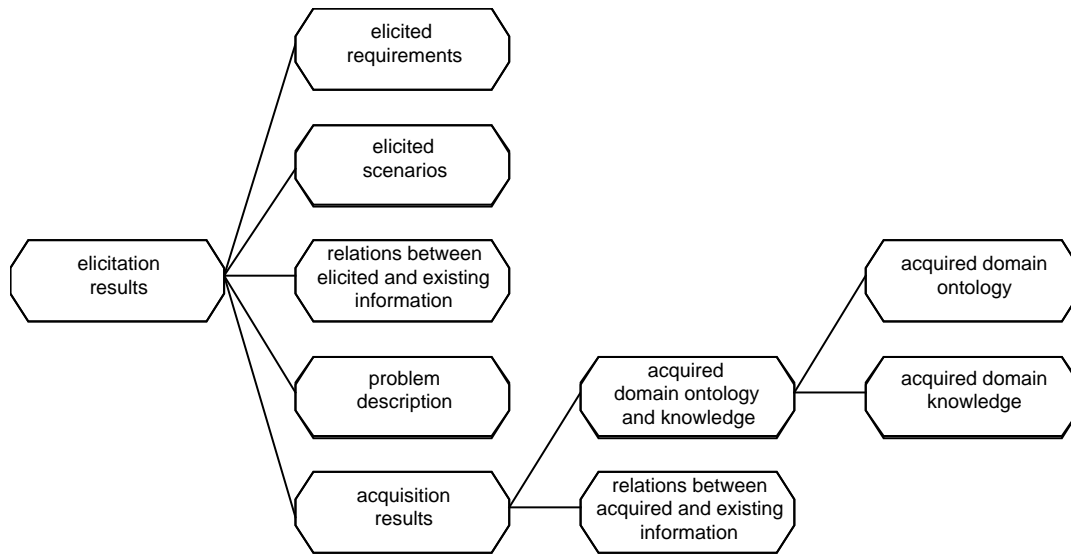 elicited
requirements
elicited
scenarios
elicitation
results
relations between
elicited and existing
information
acquired domain
ontology
problem
description
acquired
domain ontology
and knowledge
acquired domain
knowledge
acquisition
results
relations between
acquired and existing
information